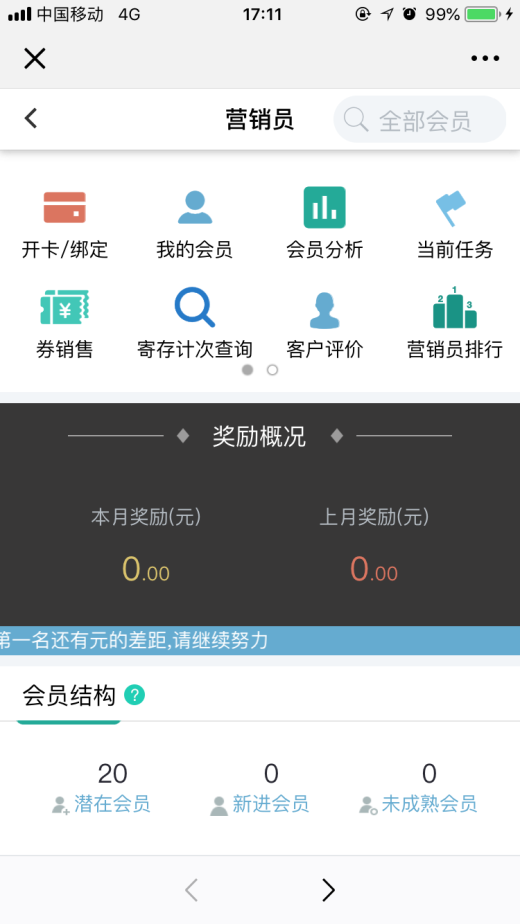 中国移动 4G 17:11 99%
营销员 全部会员
开卡/绑定 我的会员 会员分析 当前任务
1
2 3
券销售 寄存计次查询 客户评价 营销员排行
奖励概况
本月奖励(元) 上月奖励(元)
0.00 0.00
第一名还有元的差距,请继续努力
会员结构 ?
20 0 0
潜在会员 新进会员 未成熟会员